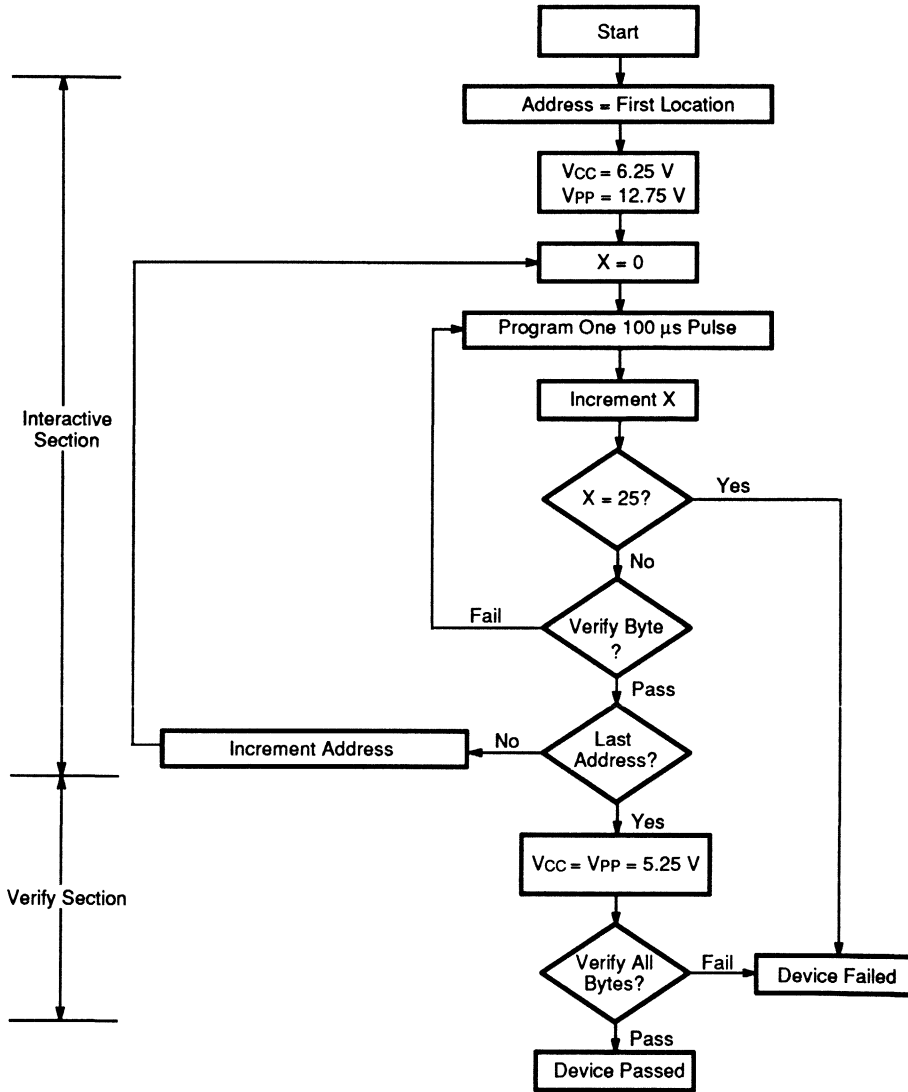 Start
Address = First Location
VCC = 6.25 V
VPP = 12.75 V
X = 0
Program One 100 µs Pulse
Increment X
Interactive
Section
X = 25?
Yes
No
Fail
Verify Byte
?
Pass
Increment Address
No
Last
Address?
Yes
VCC = VPP = 5.25 V
Verify Section
Verify All
Bytes?
Fail
Device Failed
Pass
Device Passed